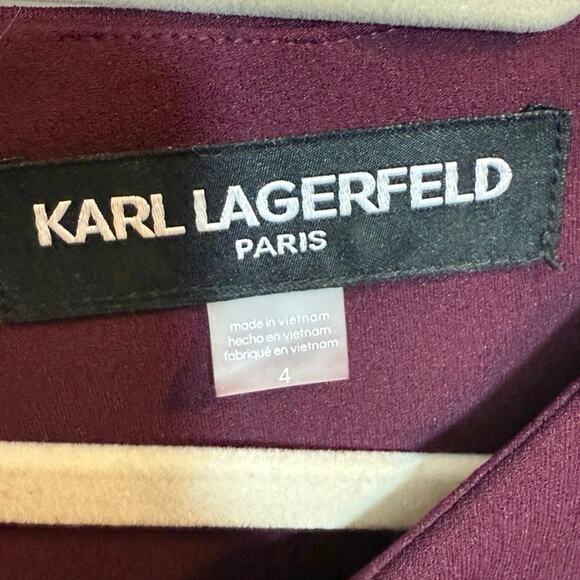 KARL LAGERFELD
PARIS
made in vietnam
hecho en vietnam
fabriqué en vietnam
4